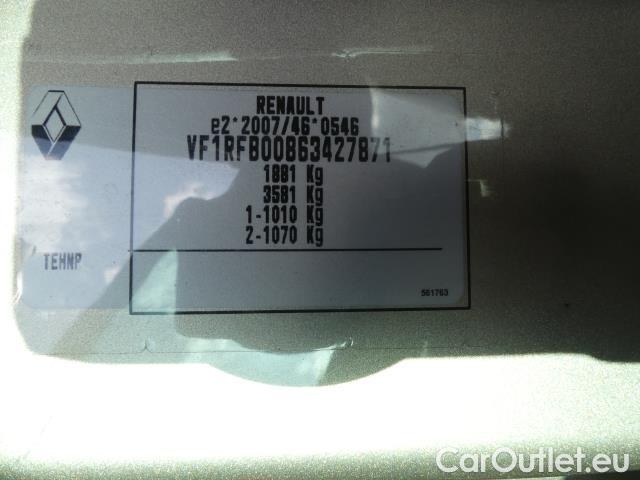 RENAULT
e2*2007/46*0546
VF1RFB00863427871
1881 Kg
3581 Kg
1-1010 Kg
2-1070 Kg
TEHNP
561763
CarOutlet.eu